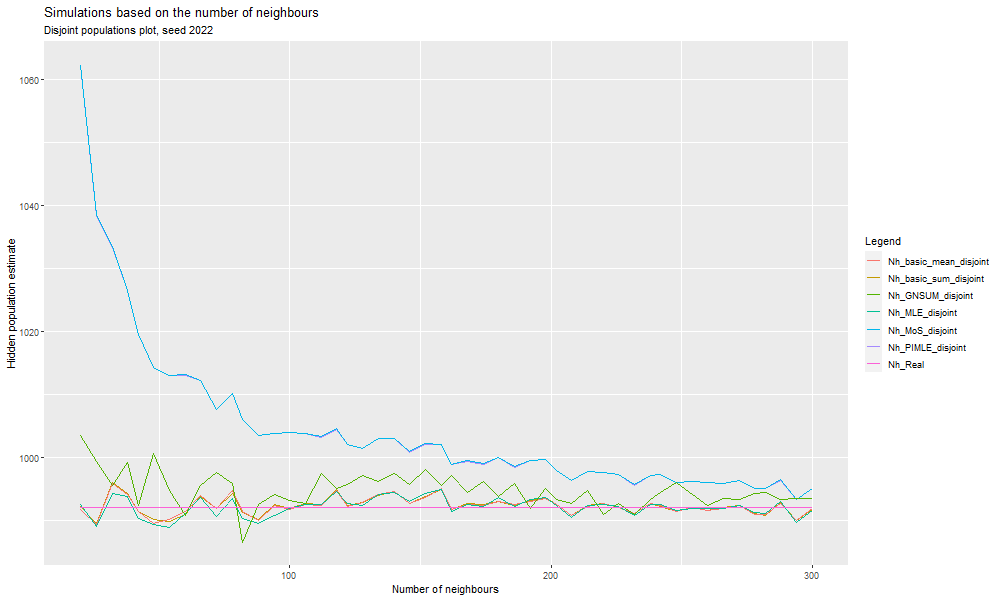 Simulations based on the number of neighbours
Disjoint populations plot, seed 2022
Hidden population estimate
1060
1040
1020
1000
100
200
300
Number of neighbours
Legend
Nh_basic_mean_disjoint
Nh_basic_sum_disjoint
Nh_GNSUM_disjoint
Nh_MLE_disjoint
Nh_MoS_disjoint
Nh_PIMLE_disjoint
Nh_Real